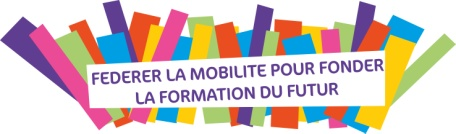 FEDERER LA MOBILITE POUR FONDER
LA FORMATION DU FUTUR